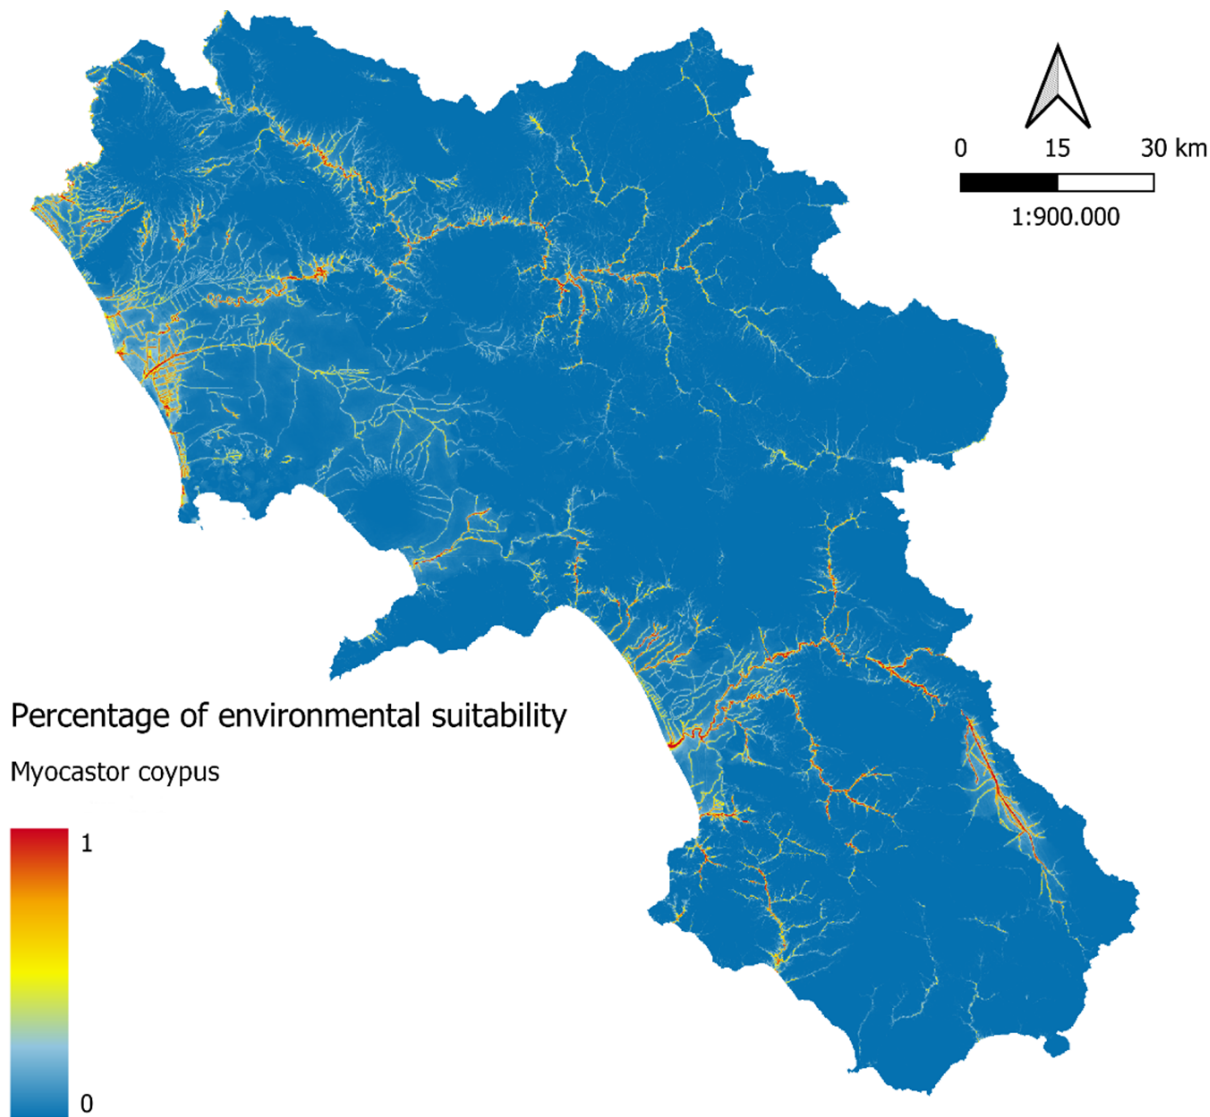 0 15 30 km
1:900.000
Percentage of environmental suitability
Myocastor coypus
1
0